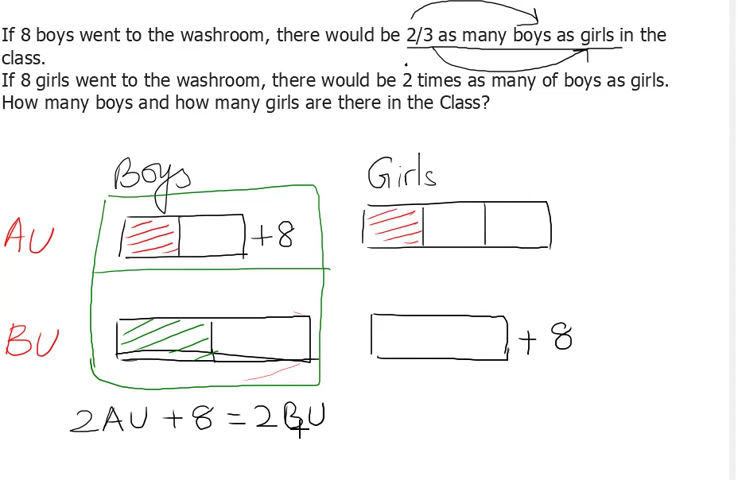 If 8 boys went to the washroom, there would be 2/3 as many boys as girls in the
class.
If 8 girls went to the washroom, there would be 2 times as many of boys as girls.
How many boys and how many girls are there in the Class?
Boys Girls
AU +8
BU + 8
2AU + 8 = 2BU